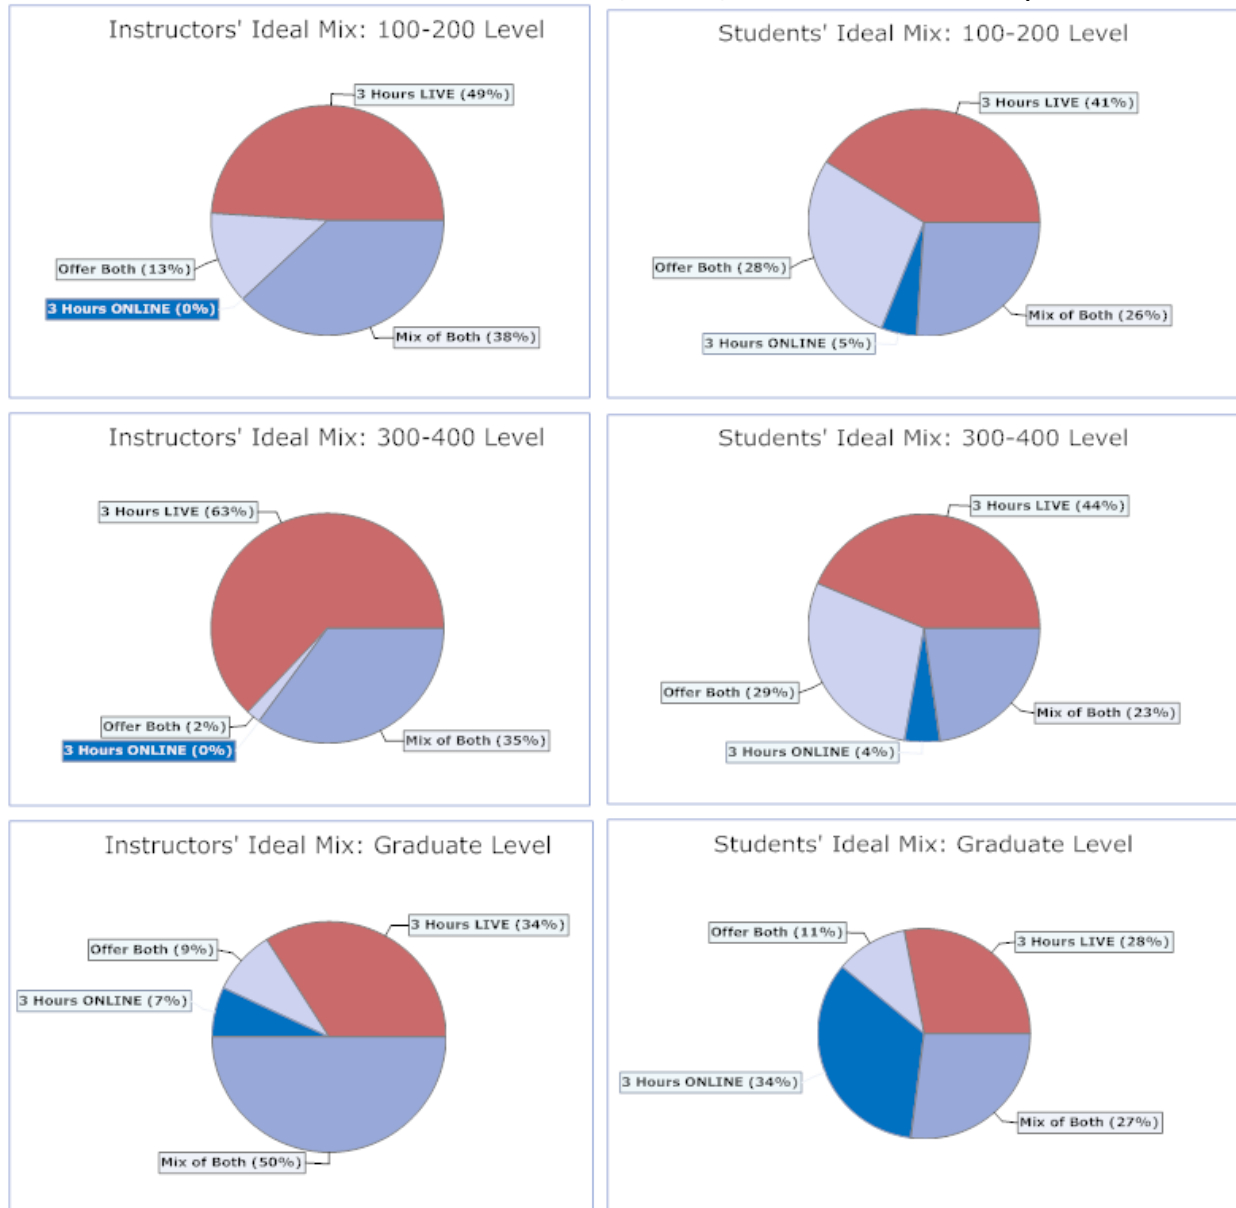 Instructors' Ideal Mix: 100-200 Level
3 Hours LIVE (49%)
Offer Both (13%)
3 Hours ONLINE (0%)
Mix of Both (38%)
Students' Ideal Mix: 100-200 Level
3 Hours LIVE (41%)
Offer Both (28%)
3 Hours ONLINE (5%)
Mix of Both (26%)
Instructors' Ideal Mix: 300-400 Level
3 Hours LIVE (63%)
Offer Both (2%)
3 Hours ONLINE (0%)
Mix of Both (35%)
Students' Ideal Mix: 300-400 Level
3 Hours LIVE (44%)
Offer Both (29%)
Mix of Both (23%)
3 Hours ONLINE (4%)
Instructors' Ideal Mix: Graduate Level
3 Hours LIVE (34%)
Offer Both (9%)
3 Hours ONLINE (7%)
Mix of Both (50%)
Students' Ideal Mix: Graduate Level
Offer Both (11%)
3 Hours LIVE (28%)
3 Hours ONLINE (34%)
Mix of Both (27%)